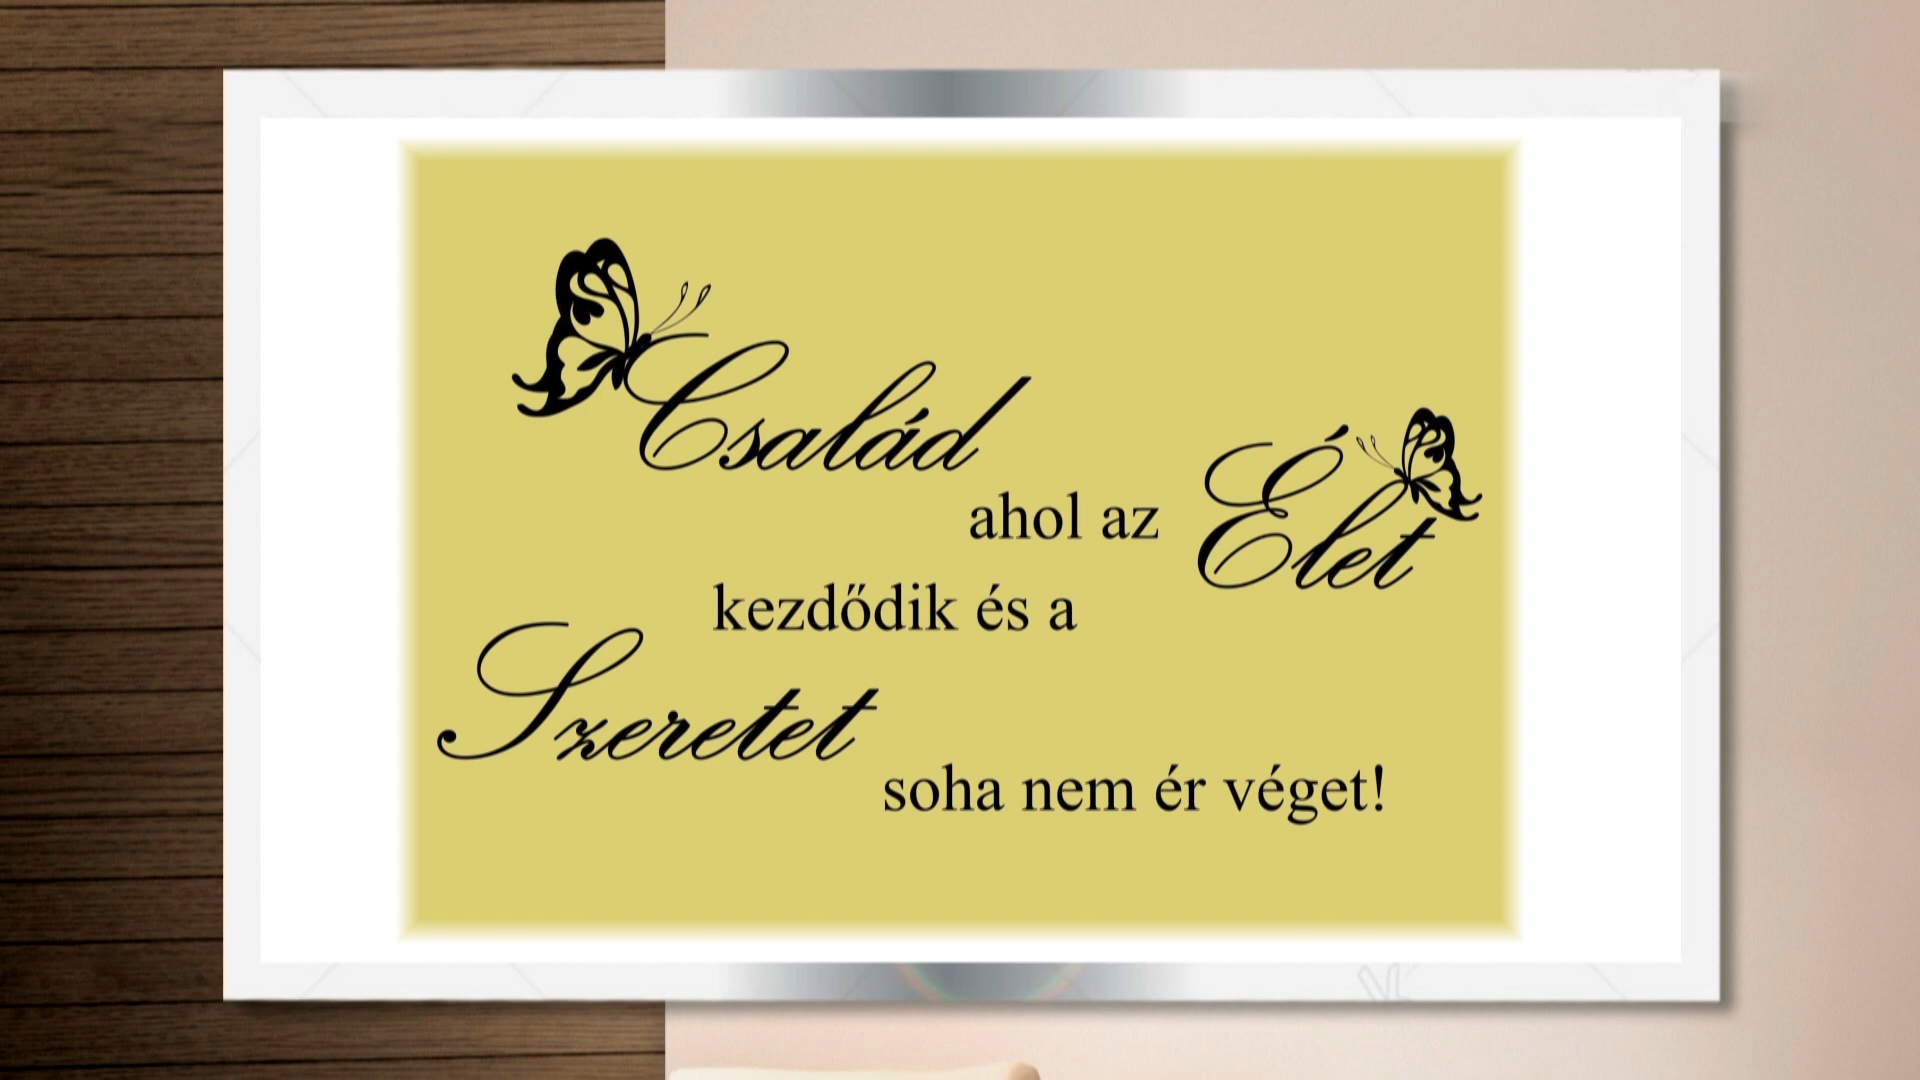 Család
ahol az Élet
kezdődik és a
Szeretet
soha nem ér véget!